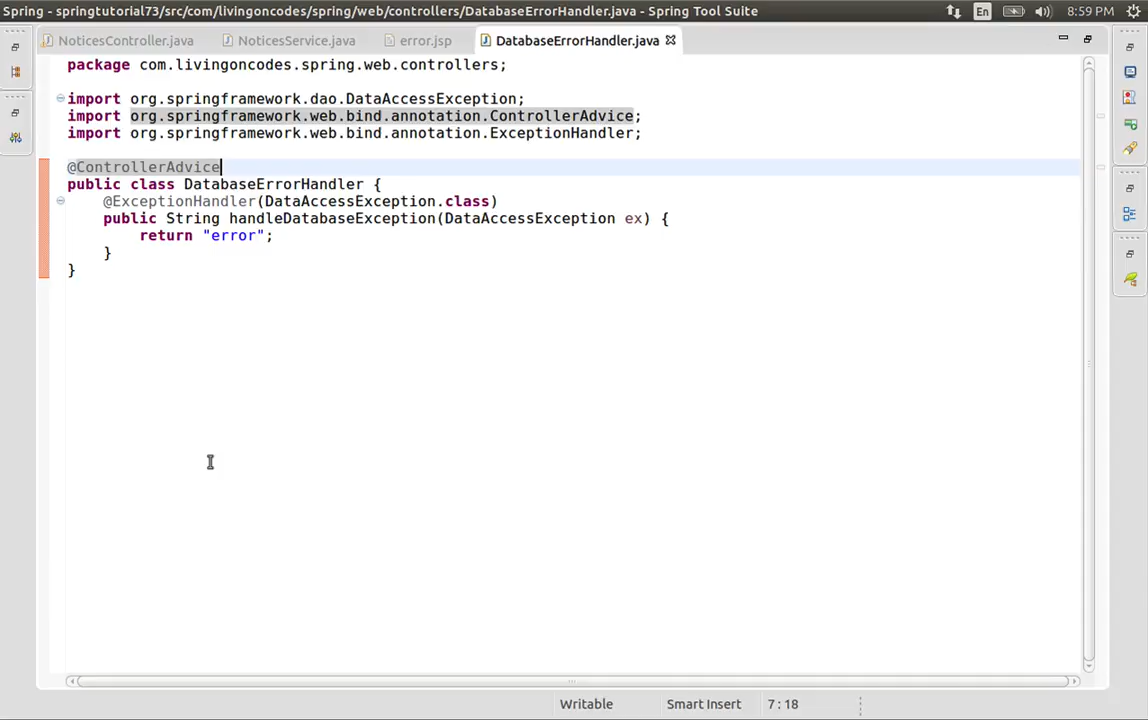 Spring - springtutorial73/src/com/livingoncodes/spring/web/controllers/DatabaseErrorHandler.java - Spring Tool Suite
En
8:59 PM
NoticesController.java
NoticesService.java
error.jsp
DatabaseErrorHandler.java
package com.livingoncodes.spring.web.controllers;
import org.springframework.dao.DataAccessException;
import org.springframework.web.bind.annotation.ControllerAdvice;
import org.springframework.web.bind.annotation.ExceptionHandler;
@ControllerAdvice
public class DatabaseErrorHandler {
@ExceptionHandler(DataAccessException.class)
public String handleDatabaseException(DataAccessException ex) {
return "error";
}
}
Writable
Smart Insert
7 : 18